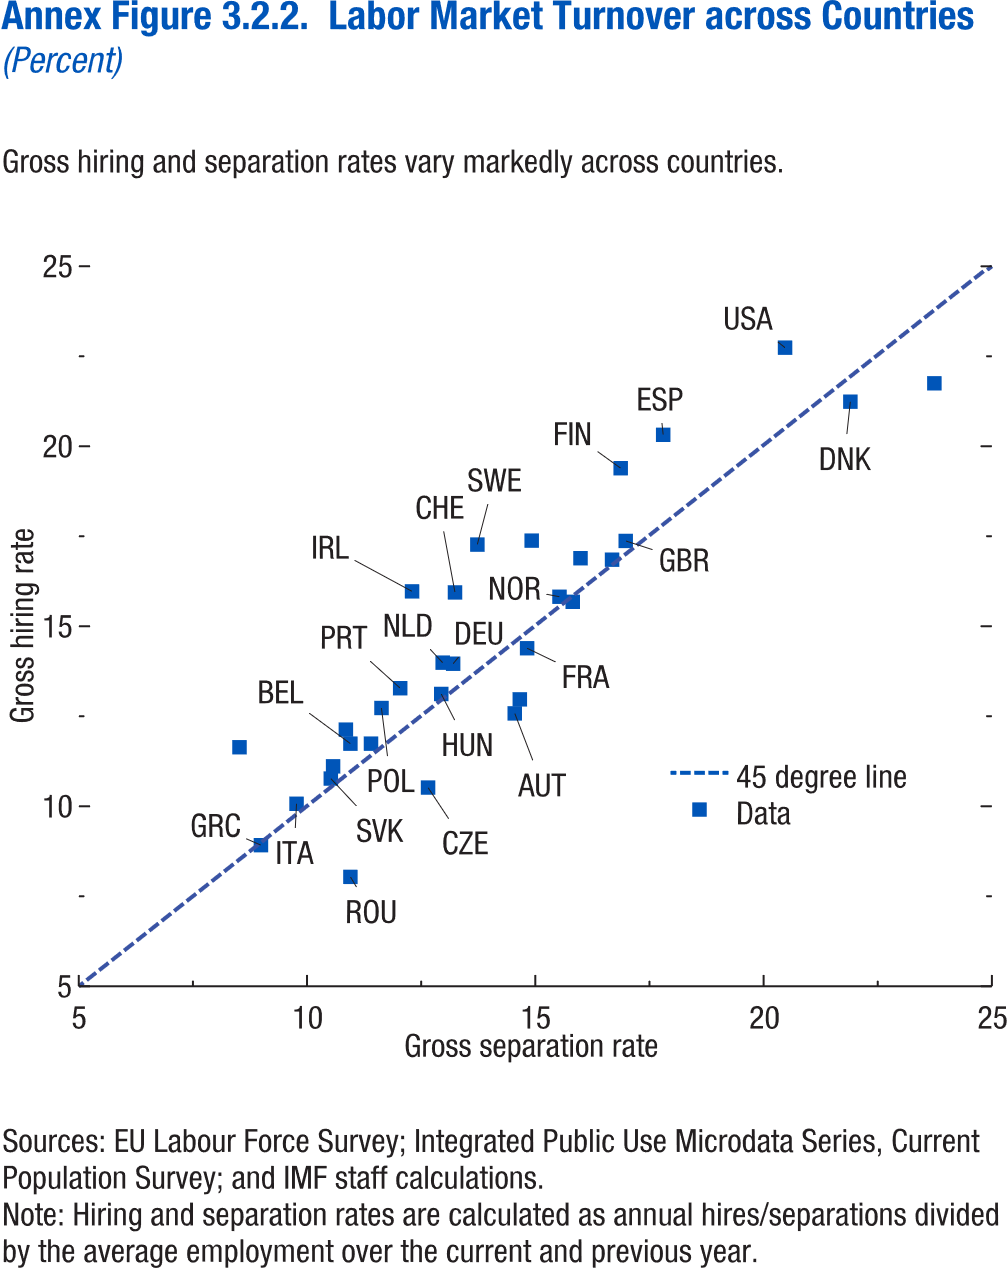 Annex Figure 3.2.2. Labor Market Turnover across Countries
(Percent)
Gross hiring and separation rates vary markedly across countries.
25
USA
ESP
20
FIN
DNK
SWE
CHE
IRL
GBR
NOR
15
NLD
DEU
PRT
FRA
BEL
HUN
POL
AUT
45 degree line
Data
10
GRC
ITA
SVK
CZE
ROU
5
Gross hiring rate
5
10
15
20
25
Gross separation rate
Sources: EU Labour Force Survey; Integrated Public Use Microdata Series, Current
Population Survey; and IMF staff calculations.
Note: Hiring and separation rates are calculated as annual hires/separations divided
by the average employment over the current and previous year.